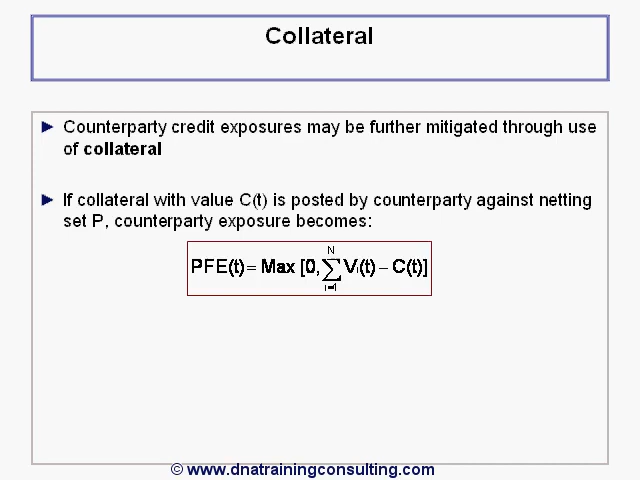 Collateral
► Counterparty credit exposures may be further mitigated through use
of collateral
► If collateral with value C(t) is posted by counterparty against netting
set P, counterparty exposure becomes:
PFE(t) = Max [0, ∑_{i=1}^{N} Vᵢ(t) – C(t)]
© www.dnatrainingconsulting.com